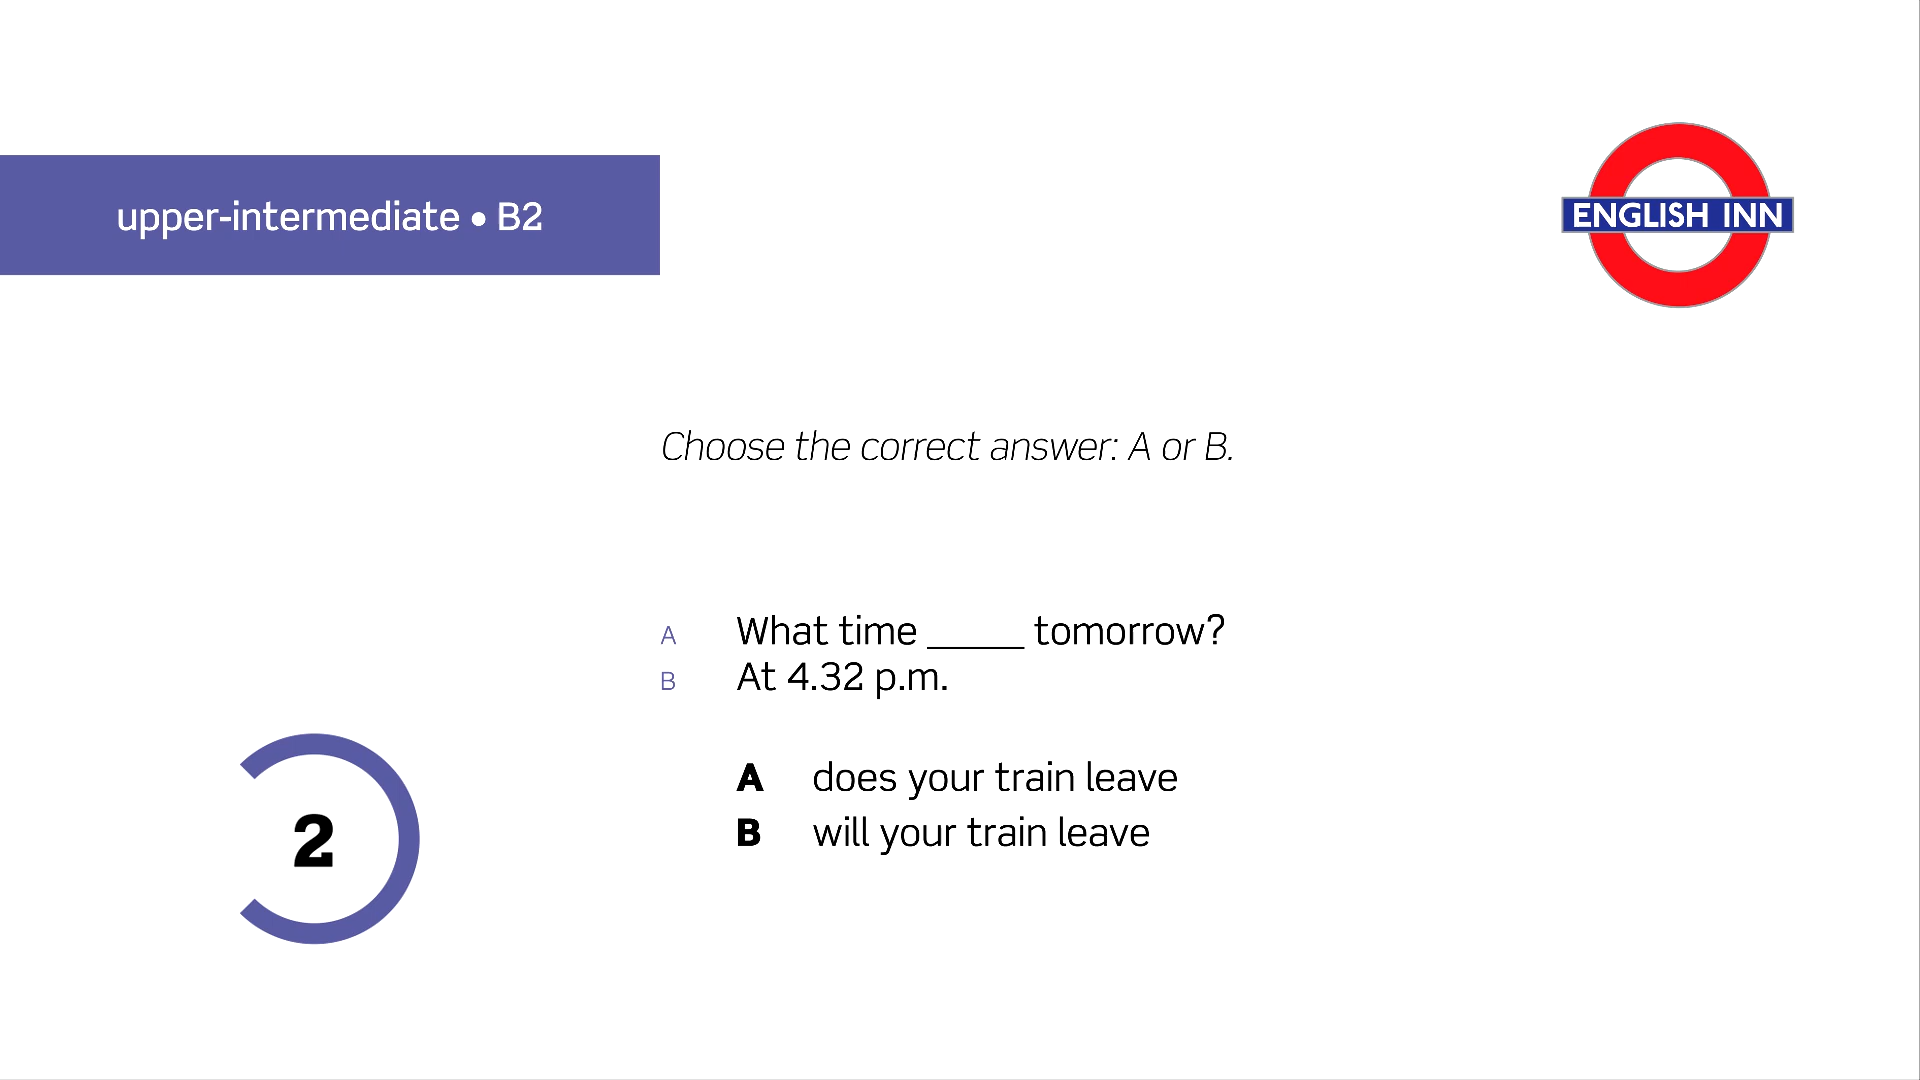 upper-intermediate • B2
ENGLISH INN
Choose the correct answer: A or B.
A What time _____ tomorrow?
B At 4.32 p.m.
A does your train leave
B will your train leave
2